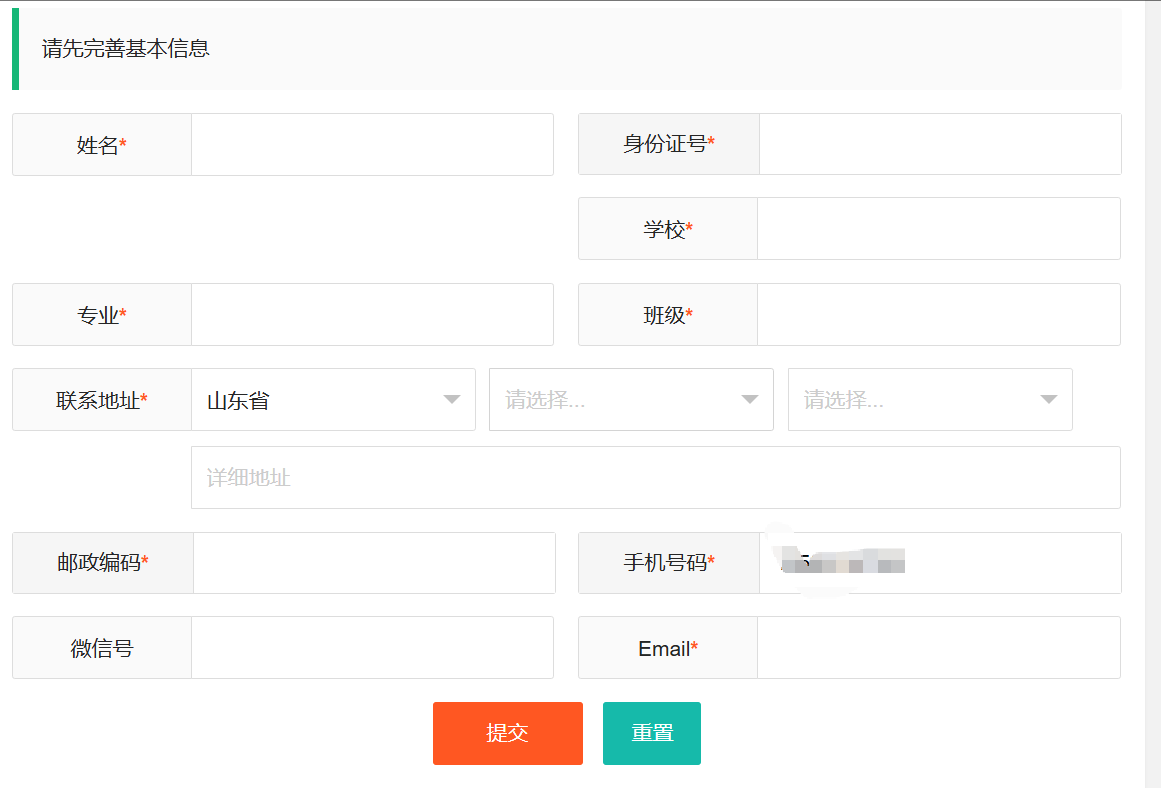 请先完善基本信息
姓名* 身份证号*
学校*
专业* 班级*
联系地址* 山东省 请选择... 请选择...
详细地址
邮政编码* 手机号码*
微信号 Email*
提交 重置